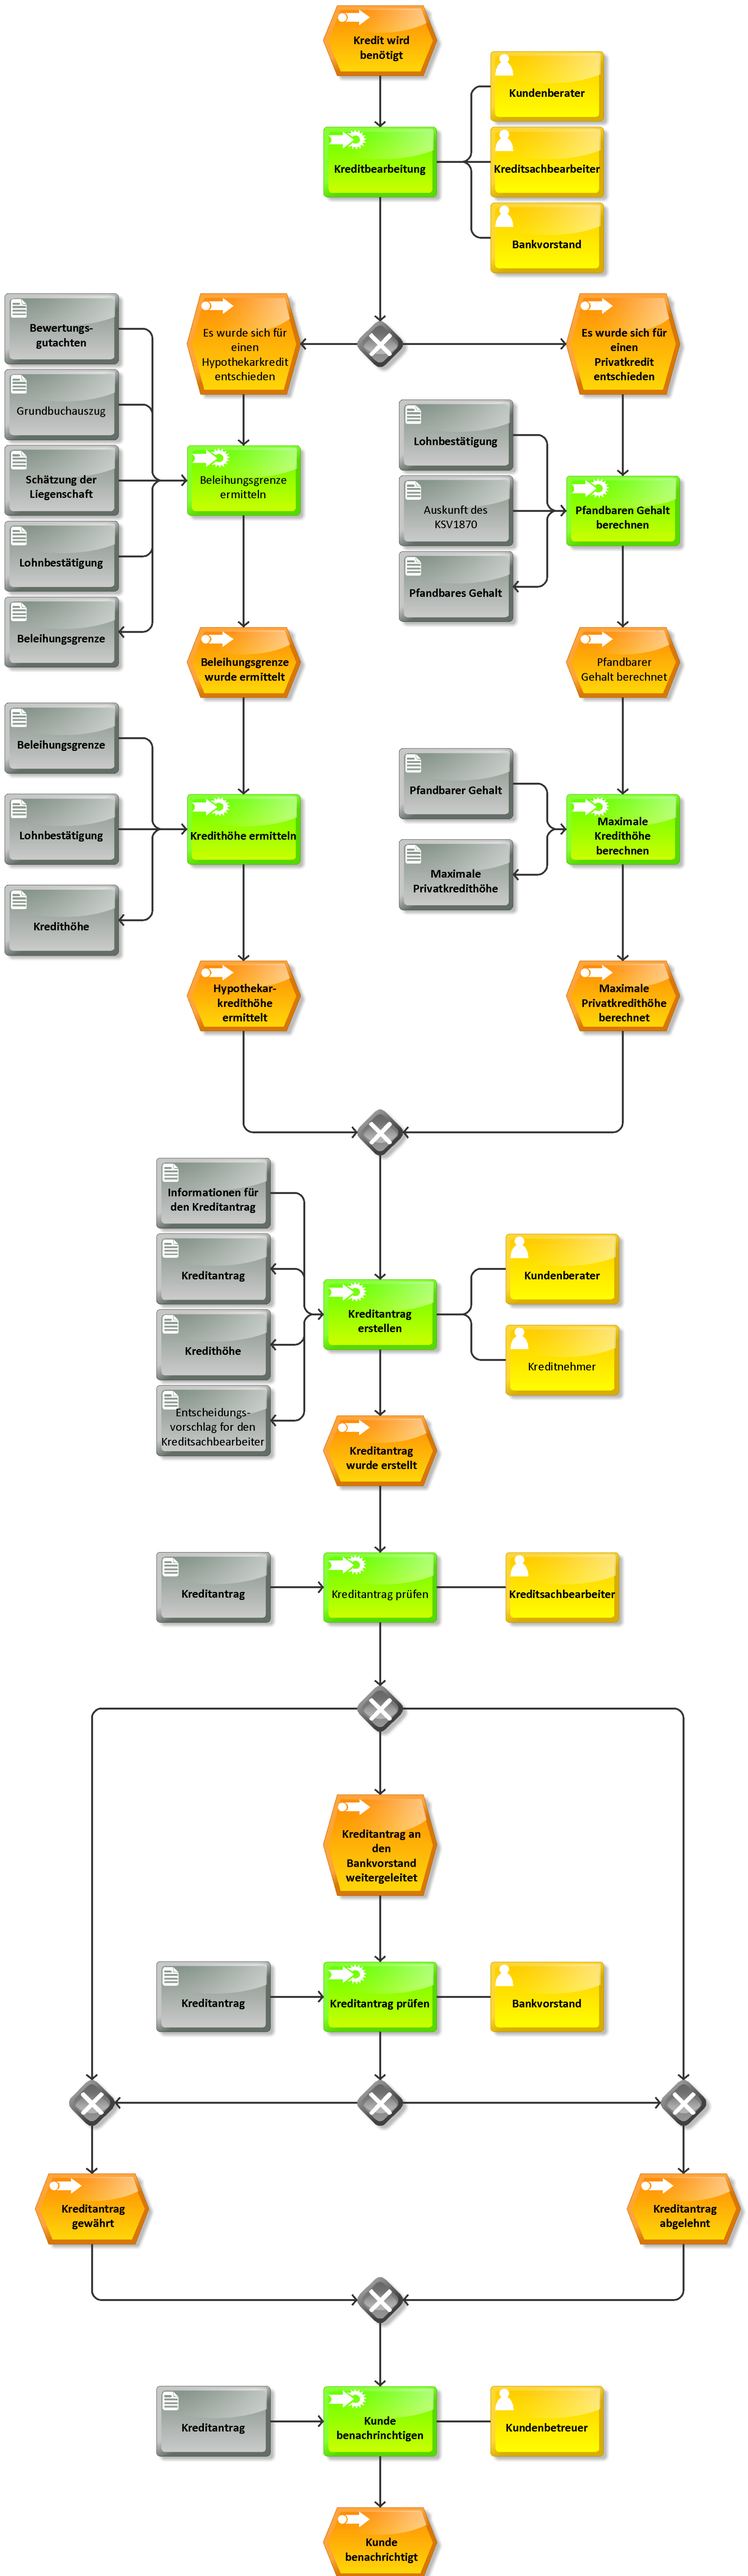 Kredit wird
benötigt
Kundenberater
Kreditbearbeitung
Kreditsachbearbeiter
Bankvorstand
Bewertungs-
gutachten
Es wurde sich für
einen
Hypothekarkredit
entschieden
Es wurde sich für
einen
Privatkredit
entschieden
Grundbuchauszug
Lohnbestätigung
Schätzung der
Liegenschaft
Beleihungsgrenze
ermitteln
Auskunft des
KSV1870
Pfandbaren Gehalt
berechnen
Lohnbestätigung
Pfandbares Gehalt
Beleihungsgrenze
Beleihungsgrenze
wurde ermittelt
Pfandbarer
Gehalt berechnet
Beleihungsgrenze
Pfandbarer Gehalt
Lohnbestätigung
Kredithöhe ermitteln
Maximale
Kredithöhe
berechnen
Maximale
Privatkredithöhe
Kredithöhe
Hypothekar-
kredithöhe
ermittelt
Maximale
Privatkredithöhe
berechnet
Informationen für
den Kreditantrag
Kreditantrag
Kundenberater
Kreditantrag
erstellen
Kredithöhe
Kreditnehmer
Entscheidungs-
vorschlag for den
Kreditsachbearbeiter
Kreditantrag
wurde erstellt
Kreditantrag
Kreditantrag prüfen
Kreditsachbearbeiter
Kreditantrag an
den
Bankvorstand
weitergeleitet
Kreditantrag
Kreditantrag prüfen
Bankvorstand
Kreditantrag
gewährt
Kreditantrag
abgelehnt
Kreditantrag
Kunde
benachrinchtigen
Kundenbetreuer
Kunde
benachrichtigt